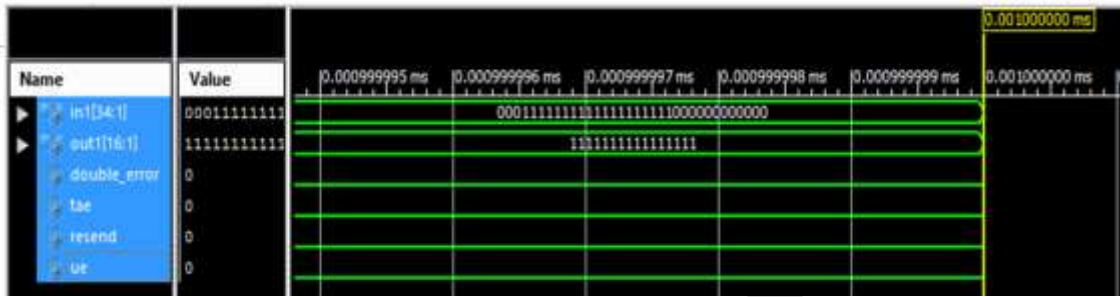 0.001000000 ms
Name Value 0.000999995 ms 0.000999996 ms 0.000999997 ms 0.000999998 ms 0.000999999 ms 0.001000000 ms
in1[34:1] 000111111111 0001111111111111111111000000000000
out1[16:1] 111111111111 1111111111111111
double_error 0
tae 0
resend 0
ue 0